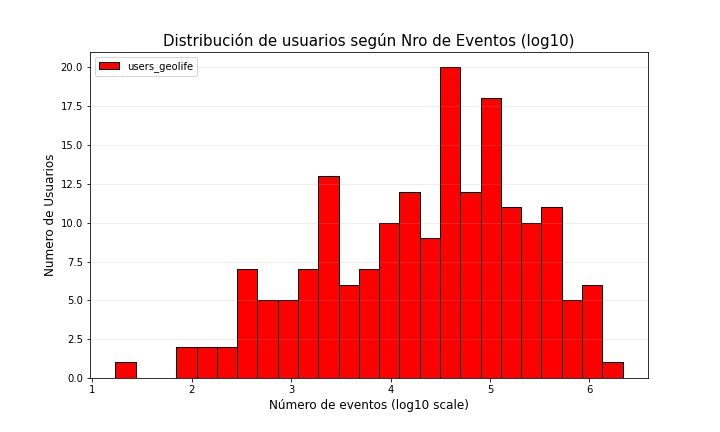 Distribución de usuarios según Nro de Eventos (log10)
users_geolife
Numero de Usuarios
20.0
17.5
15.0
12.5
10.0
7.5
5.0
2.5
0.0
1 2 3 4 5 6
Número de eventos (log10 scale)